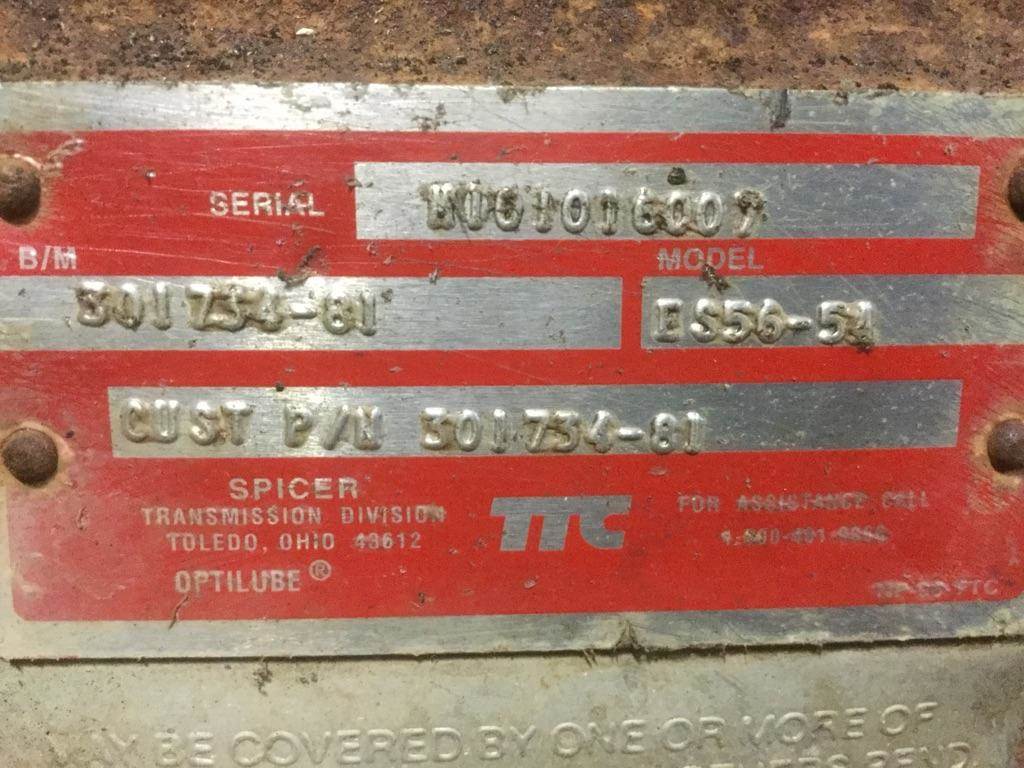 SERIAL
B/M MODEL
301734-81 ES56-5
CUST P/N 301734-81
SPICER
TRANSMISSION DIVISION
TOLEDO, OHIO 43612
OPTILUBE®
TTC
FOR ASSISTANCE CALL
BE COVERED BY ONE OR MORE OF